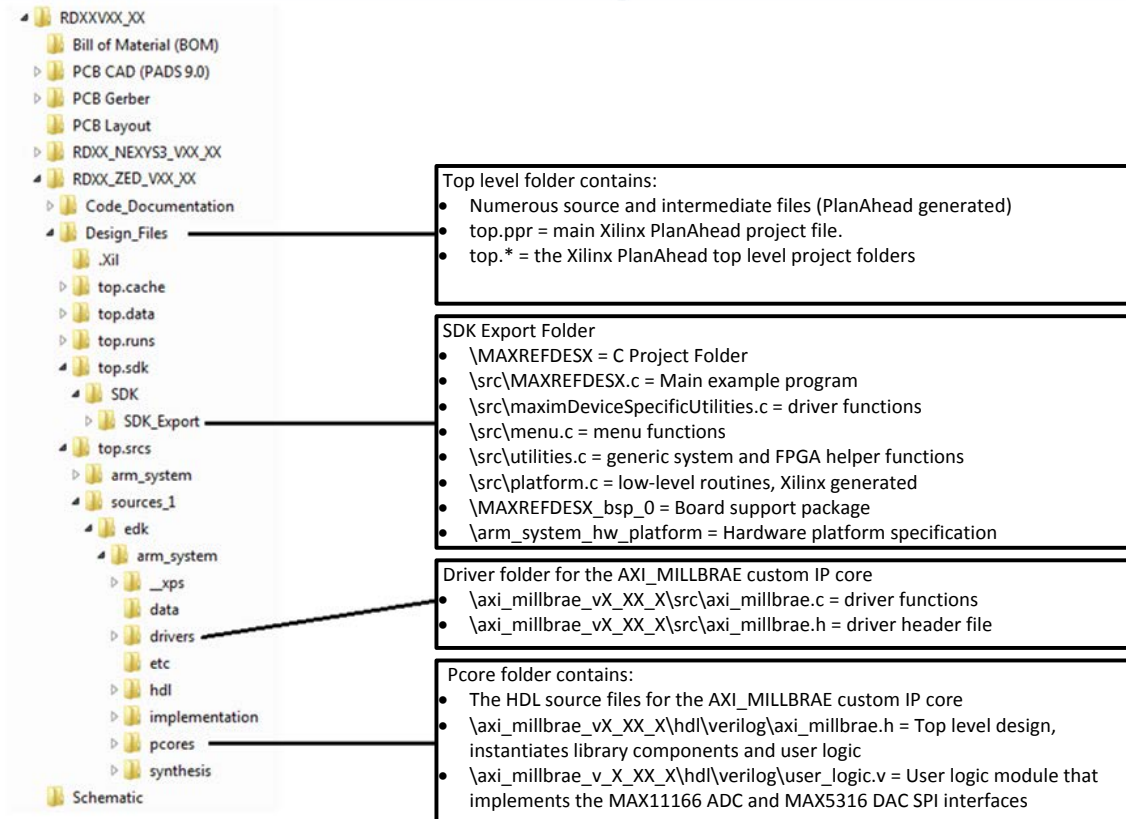 RDXXVXX_XX
Bill of Material (BOM)
PCB CAD (PADS 9.0)
PCB Gerber
PCB Layout
RDXX_NEXYS3_VXX_XX
RDXX_ZED_VXX_XX
Code_Documentation
Design_Files
.Xil
top.cache
top.data
top.runs
top.sdk
SDK
SDK_Export
top.srcs
arm_system
sources_1
edk
arm_system
__xps
data
drivers
etc
hdl
implementation
pcores
synthesis
Schematic
Top level folder contains:
• Numerous source and intermediate files (PlanAhead generated)
• top.ppr = main Xilinx PlanAhead project file.
• top.* = the Xilinx PlanAhead top level project folders
SDK Export Folder
• \MAXREFDESX = C Project Folder
• \src\MAXREFDESX.c = Main example program
• \src\maximDeviceSpecificUtilities.c = driver functions
• \src\menu.c = menu functions
• \src\utilities.c = generic system and FPGA helper functions
• \src\platform.c = low-level routines, Xilinx generated
• \MAXREFDESX_bsp_0 = Board support package
• \arm_system_hw_platform = Hardware platform specification
Driver folder for the AXI_MILLBRAE custom IP core
• \axi_millbrae_vX_XX_X\src\axi_millbrae.c = driver functions
• \axi_millbrae_vX_XX_X\src\axi_millbrae.h = driver header file
Pcore folder contains:
• The HDL source files for the AXI_MILLBRAE custom IP core
• \axi_millbrae_vX_XX_X\hdl\verilog\axi_millbrae.h = Top level design,
instantiates library components and user logic
• \axi_millbrae_v_X_XX_X\hdl\verilog\user_logic.v = User logic module that
implements the MAX11166 ADC and MAX5316 DAC SPI interfaces